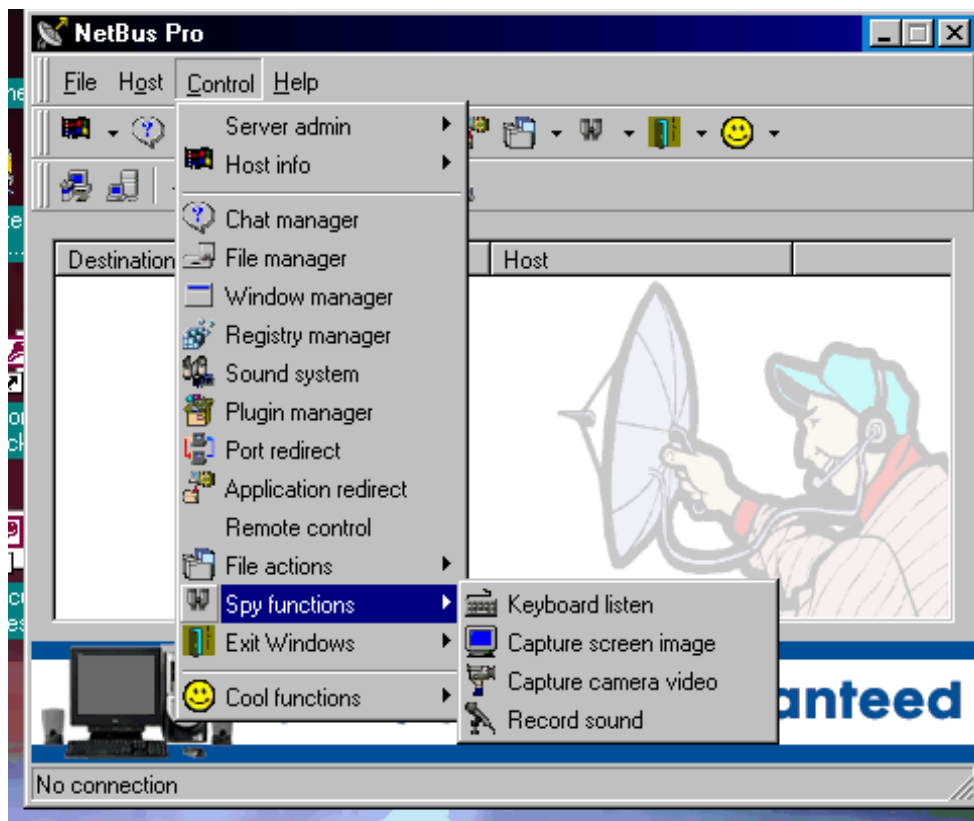 NetBus Pro
File Host Control Help
Server admin
Host info
Chat manager
File manager
Window manager
Registry manager
Sound system
Plugin manager
Port redirect
Application redirect
Remote control
File actions
Spy functions
Exit Windows
Cool functions
Keyboard listen
Capture screen image
Capture camera video
Record sound
Destination
Host
anteed
No connection